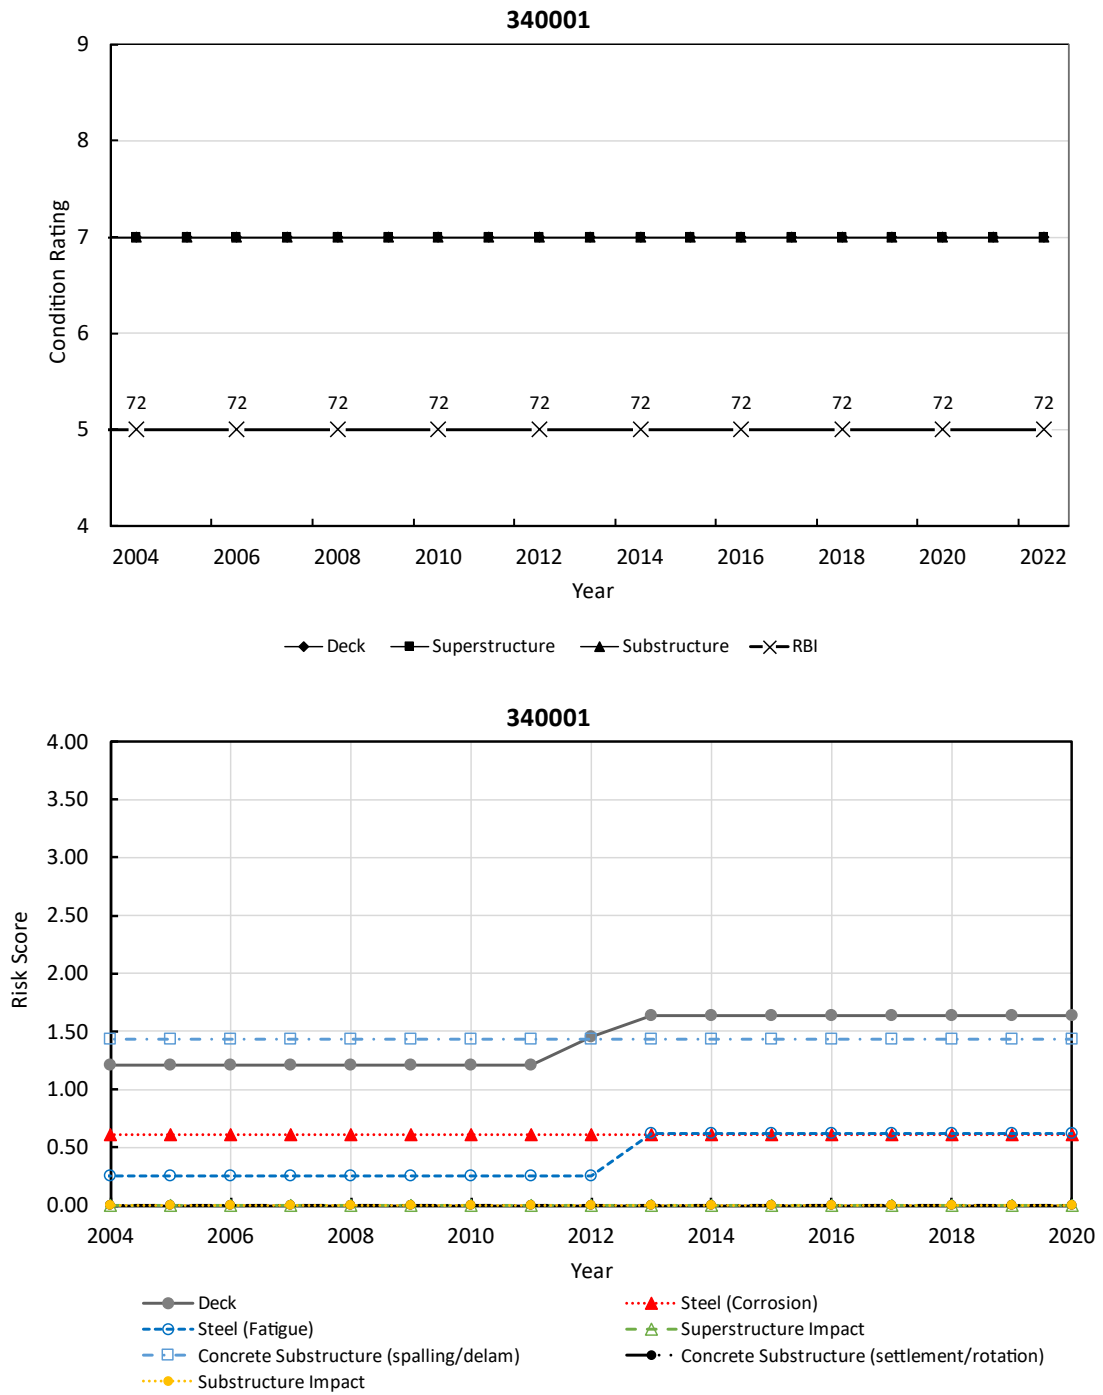 340001
9
8
7
6
5
4
Condition Rating
72 72 72 72 72 72 72 72 72 72
2004 2006 2008 2010 2012 2014 2016 2018 2020 2022
Year
Deck Superstructure Substructure RBI
340001
4.00
3.50
3.00
2.50
2.00
1.50
1.00
0.50
0.00
Risk Score
2004 2006 2008 2010 2012 2014 2016 2018 2020
Year
Deck Steel (Corrosion)
Steel (Fatigue) Superstructure Impact
Concrete Substructure (spalling/delam) Concrete Substructure (settlement/rotation)
Substructure Impact